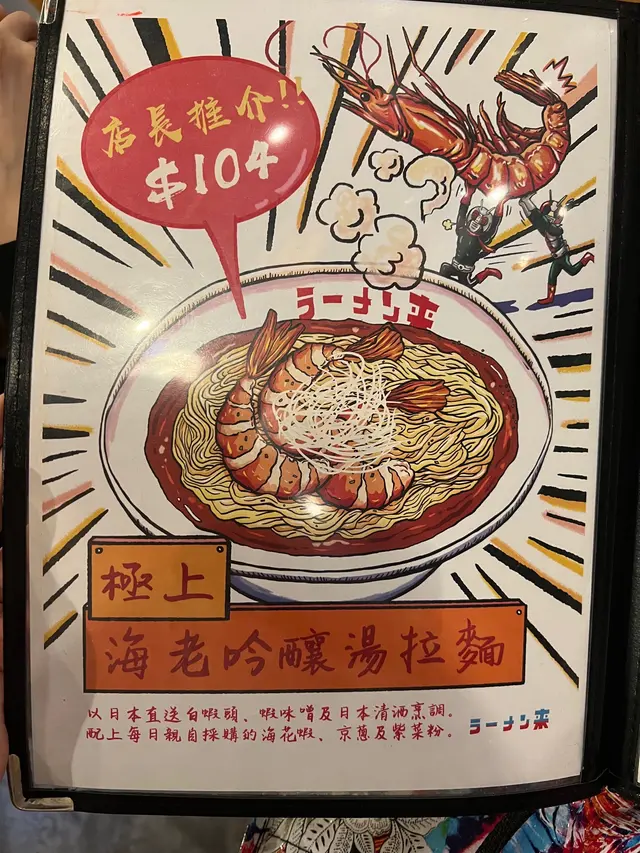 店長推介!!
$104
ラーメン来
極上
海老吟釀湯拉麵
以日本直送白蝦頭、蝦味噌及日本清酒烹調。
配上每日親自採購的海花蝦、京蔥及紫菜粉。
ラーメン来